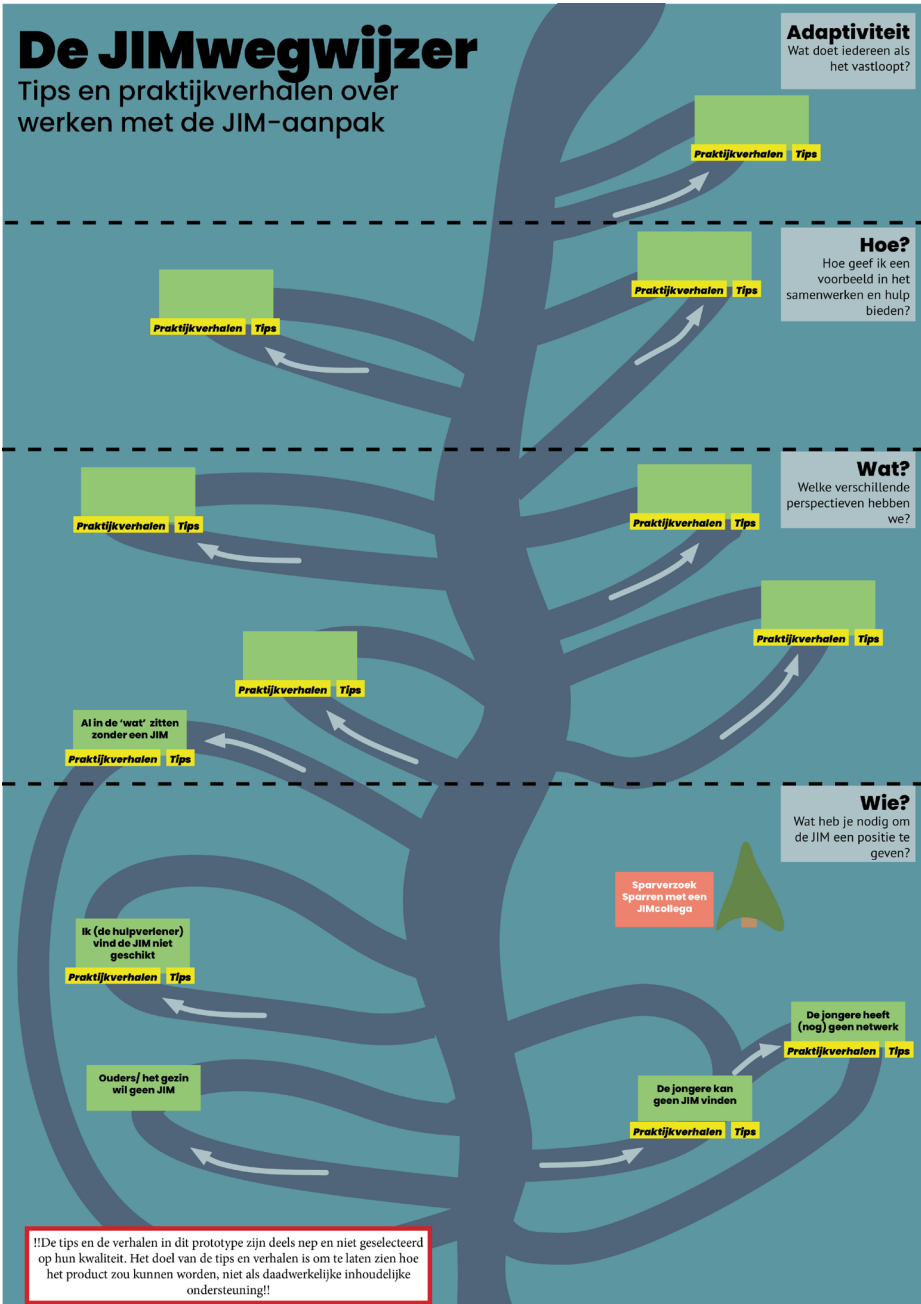 De JIMwegwijzer
Tips en praktijkverhalen over
werken met de JIM-aanpak
Adaptiviteit
Wat doet iedereen als
het vastloopt?
Praktijkverhalen Tips
Hoe?
Hoe geef ik een
voorbeeld in het
samenwerken en hulp
bieden?
Praktijkverhalen Tips
Praktijkverhalen Tips
Wat?
Welke verschillende
perspectieven hebben
we?
Praktijkverhalen Tips
Praktijkverhalen Tips
Praktijkverhalen Tips
Praktijkverhalen Tips
Al in de ‘wat’ zitten
zonder een JIM
Praktijkverhalen Tips
Wie?
Wat heb je nodig om
de JIM een positie te
geven?
Sparverzoek
Sparren met een
JIMcollega
Ik (de hulpverlener)
vind de JIM niet
geschikt
Praktijkverhalen Tips
De jongere heeft
(nog) geen netwerk
Praktijkverhalen Tips
Ouders/ het gezin
wil geen JIM
De jongere kan
geen JIM vinden
Praktijkverhalen Tips
!!De tips en de verhalen in dit prototype zijn deels nep en niet geselecteerd
op hun kwaliteit. Het doel van de tips en verhalen is om te laten zien hoe
het product zou kunnen worden, niet als daadwerkelijke inhoudelijke
ondersteuning!!